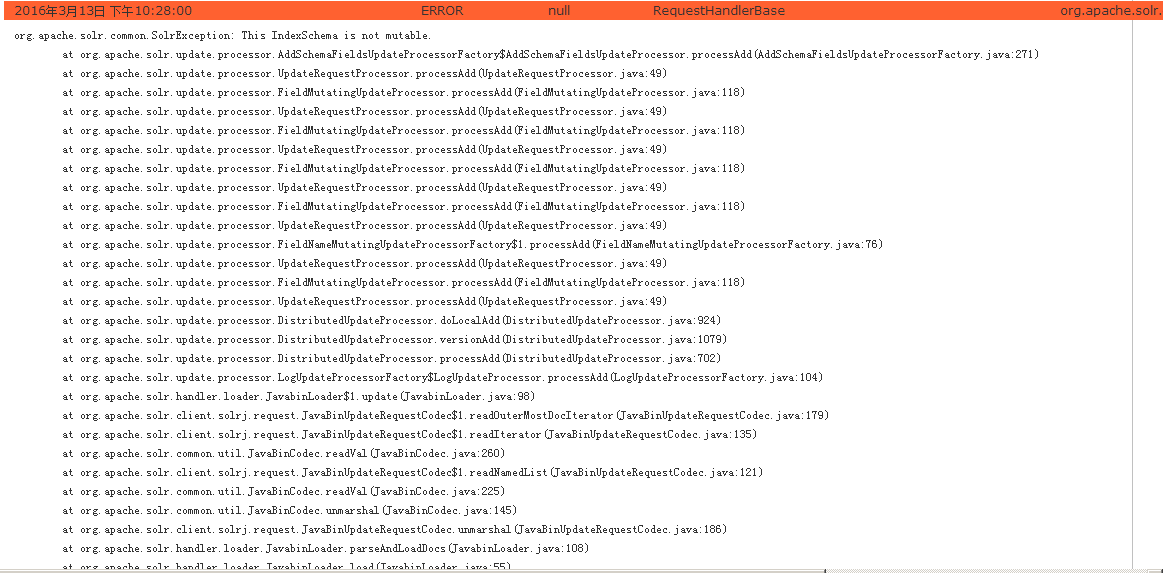 2016年3月13日 下午10:28:00 ERROR null RequestHandlerBase org.apache.solr.
org.apache.solr.common.SolrException: This IndexSchema is not mutable.
at org.apache.solr.update.processor.AddSchemaFieldsUpdateProcessorFactory$AddSchemaFieldsUpdateProcessor.processAdd(AddSchemaFieldsUpdateProcessorFactory.java:271)
at org.apache.solr.update.processor.UpdateRequestProcessor.processAdd(UpdateRequestProcessor.java:49)
at org.apache.solr.update.processor.FieldMutatingUpdateProcessor.processAdd(FieldMutatingUpdateProcessor.java:118)
at org.apache.solr.update.processor.UpdateRequestProcessor.processAdd(UpdateRequestProcessor.java:49)
at org.apache.solr.update.processor.FieldMutatingUpdateProcessor.processAdd(FieldMutatingUpdateProcessor.java:118)
at org.apache.solr.update.processor.UpdateRequestProcessor.processAdd(UpdateRequestProcessor.java:49)
at org.apache.solr.update.processor.FieldMutatingUpdateProcessor.processAdd(FieldMutatingUpdateProcessor.java:118)
at org.apache.solr.update.processor.UpdateRequestProcessor.processAdd(UpdateRequestProcessor.java:49)
at org.apache.solr.update.processor.FieldMutatingUpdateProcessor.processAdd(FieldMutatingUpdateProcessor.java:118)
at org.apache.solr.update.processor.UpdateRequestProcessor.processAdd(UpdateRequestProcessor.java:49)
at org.apache.solr.update.processor.FieldNameMutatingUpdateProcessorFactory$1.processAdd(FieldNameMutatingUpdateProcessorFactory.java:76)
at org.apache.solr.update.processor.UpdateRequestProcessor.processAdd(UpdateRequestProcessor.java:49)
at org.apache.solr.update.processor.FieldMutatingUpdateProcessor.processAdd(FieldMutatingUpdateProcessor.java:118)
at org.apache.solr.update.processor.UpdateRequestProcessor.processAdd(UpdateRequestProcessor.java:49)
at org.apache.solr.update.processor.DistributedUpdateProcessor.doLocalAdd(DistributedUpdateProcessor.java:924)
at org.apache.solr.update.processor.DistributedUpdateProcessor.versionAdd(DistributedUpdateProcessor.java:1079)
at org.apache.solr.update.processor.DistributedUpdateProcessor.processAdd(DistributedUpdateProcessor.java:702)
at org.apache.solr.update.processor.LogUpdateProcessorFactory$LogUpdateProcessor.processAdd(LogUpdateProcessorFactory.java:104)
at org.apache.solr.handler.loader.JavabinLoader$1.update(JavabinLoader.java:98)
at org.apache.solr.client.solrj.request.JavaBinUpdateRequestCodec$1.readOuterMostDocIterator(JavaBinUpdateRequestCodec.java:179)
at org.apache.solr.client.solrj.request.JavaBinUpdateRequestCodec$1.readIterator(JavaBinUpdateRequestCodec.java:135)
at org.apache.solr.common.util.JavaBinCodec.readVal(JavaBinCodec.java:260)
at org.apache.solr.client.solrj.request.JavaBinUpdateRequestCodec$1.readNamedList(JavaBinUpdateRequestCodec.java:121)
at org.apache.solr.common.util.JavaBinCodec.readVal(JavaBinCodec.java:225)
at org.apache.solr.common.util.JavaBinCodec.unmarshal(JavaBinCodec.java:145)
at org.apache.solr.client.solrj.request.JavaBinUpdateRequestCodec.unmarshal(JavaBinUpdateRequestCodec.java:186)
at org.apache.solr.handler.loader.JavabinLoader.parseAndLoadDocs(JavabinLoader.java:108)
at org.apache.solr.handler.loader.JavabinLoader.load(JavabinLoader.java:55)